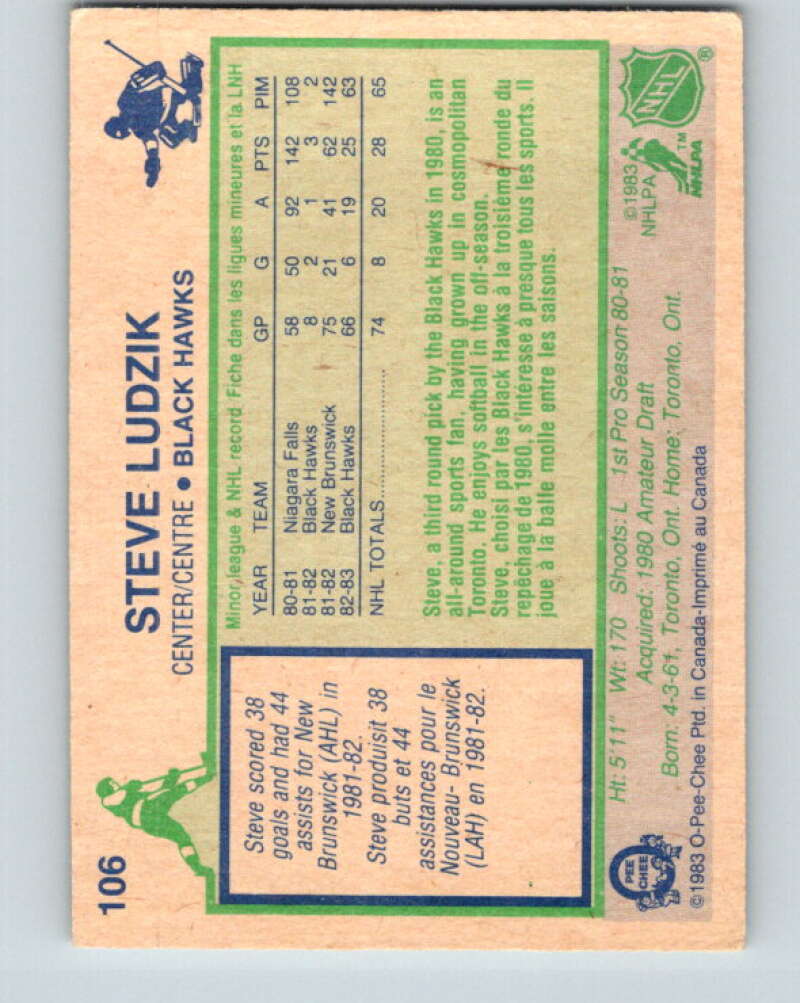 106
STEVE LUDZIK
CENTER/CENTRE • BLACK HAWKS
Steve scored 38
goals and had 44
assists for New
Brunswick (AHL) in
1981-82.
Steve produisit 38
buts et 44
assistances pour le
Nouveau- Brunswick
(LAH) en 1981-82.
Minor league & NHL record Fiche dans les ligues mineures et la LNH
YEAR TEAM GP G A PTS PIM
80-81 Niagara Falls 58 50 92 142 108
81-82 Black Hawks 8 2 1 3 2
81-82 New Brunswick 75 21 41 62 142
82-83 Black Hawks 66 6 19 25 63
NHL TOTALS 74 8 20 28 65
Steve, a third round pick by the Black Hawks in 1980, is an
all-around sports fan, having grown up in cosmopolitan
Toronto. He enjoys softball in the off-season.
Steve, choisi par les Black Hawks à la troisième ronde du
repêchage de 1980, s'intéresse à presque tous les sports. Il
joue à la balle molle entre les saisons.
Ht: 5'11" Wt: 170 Shoots: L 1st Pro Season 80-81
Acquired: 1980 Amateur Draft
Born: 4-3-61, Toronto, Ont. Home: Toronto, Ont.
©1983 O-Pee-Chee Ptd. in Canada-Imprimé au Canada
O PEE CHEE
©1983
NHLPA
NHL ®
NHLPA ™